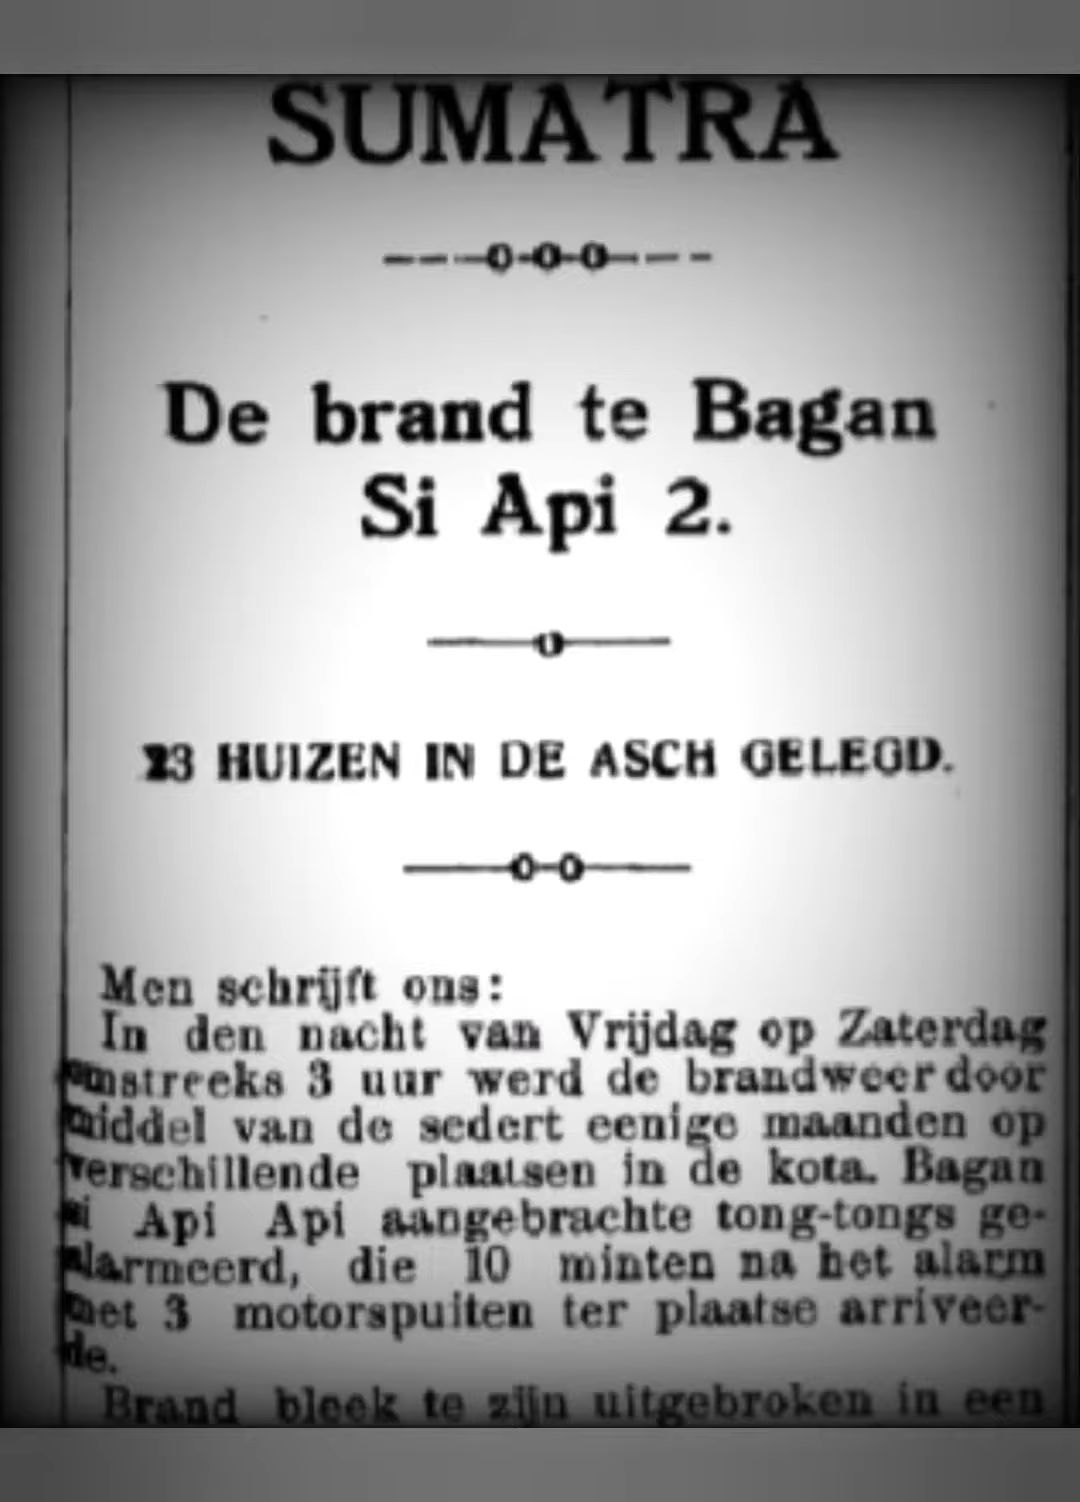 SUMATRA
De brand te Bagan
Si Api 2.
23 HUIZEN IN DE ASCH GELEGD.
Men schrijft ons:
In den nacht van Vrijdag op Zaterdag
omstreeks 3 uur werd de brandweer door
middel van de sedert eenige maanden op
verschillende plaatsen in de kota. Bagan
si Api Api aangebrachte tong-tongs ge-
alarmeerd, die 10 minten na het alarm
met 3 motorspuiten ter plaatse arriveer-
de.
Brand bleek te zijn uitgebroken in een